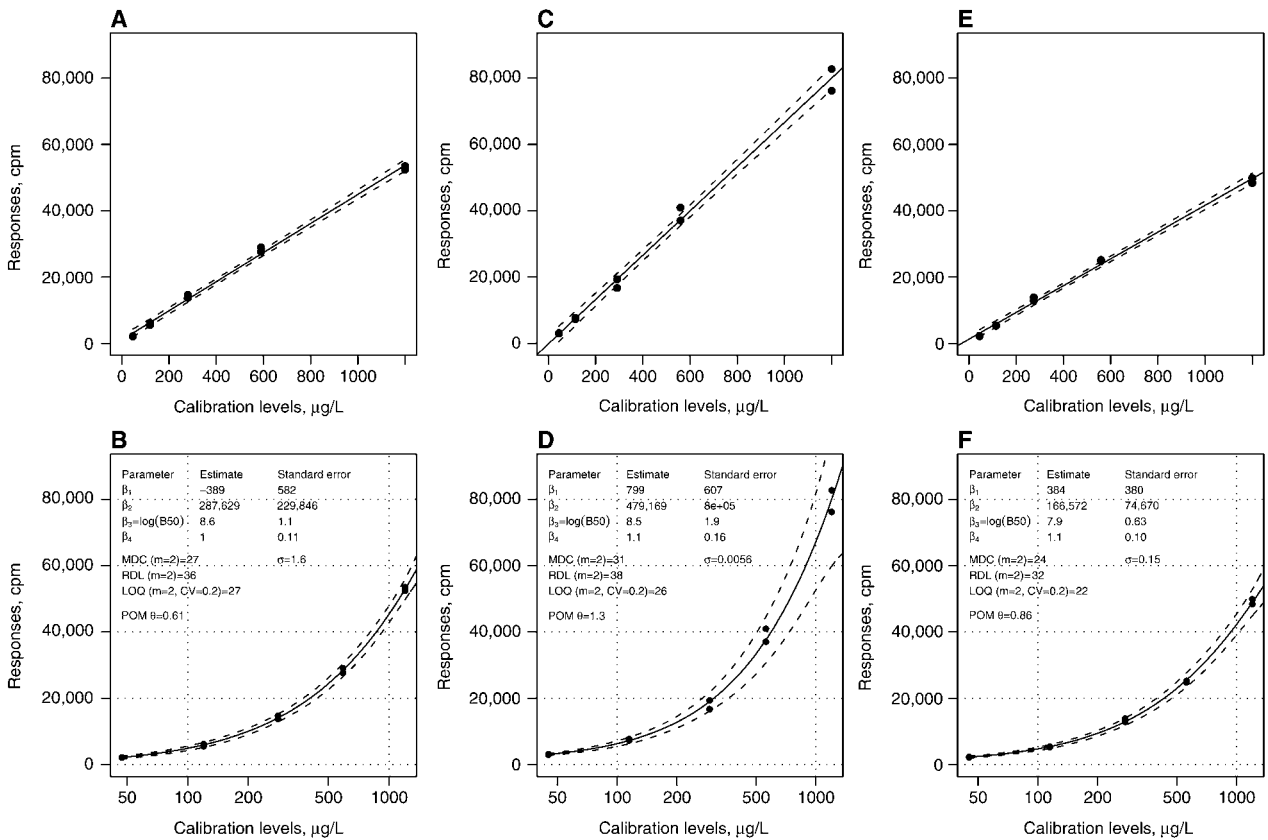 A
80,000
60,000
40,000
20,000
0
Responses, cpm
0 200 400 600 800 1000
Calibration levels, μg/L
C
80,000
60,000
40,000
20,000
0
Responses, cpm
0 200 400 600 800 1000
Calibration levels, μg/L
E
80,000
60,000
40,000
20,000
0
Responses, cpm
0 200 400 600 800 1000
Calibration levels, μg/L
B
Parameter Estimate Standard error
β1 −389 582
β2 287,629 229,846
β3=log(B50) 8.6 1.1
β4 1 0.11
MDC (m=2)=27 σ=1.6
RDL (m=2)=36
LOQ (m=2, CV=0.2)=27
POM θ=0.61
80,000
60,000
40,000
20,000
0
Responses, cpm
50 100 200 500 1000
Calibration levels, μg/L
D
Parameter Estimate Standard error
β1 799 607
β2 479,169 8e+05
β3=log(B50) 8.5 1.9
β4 1.1 0.16
MDC (m=2)=31 σ=0.0056
RDL (m=2)=38
LOQ (m=2, CV=0.2)=26
POM θ=1.3
80,000
60,000
40,000
20,000
0
Responses, cpm
50 100 200 500 1000
Calibration levels, μg/L
F
Parameter Estimate Standard error
β1 384 380
β2 166,572 74,670
β3=log(B50) 7.9 0.63
β4 1.1 0.10
MDC (m=2)=24 σ=0.15
RDL (m=2)=32
LOQ (m=2, CV=0.2)=22
POM θ=0.86
80,000
60,000
40,000
20,000
0
Responses, cpm
50 100 200 500 1000
Calibration levels, μg/L